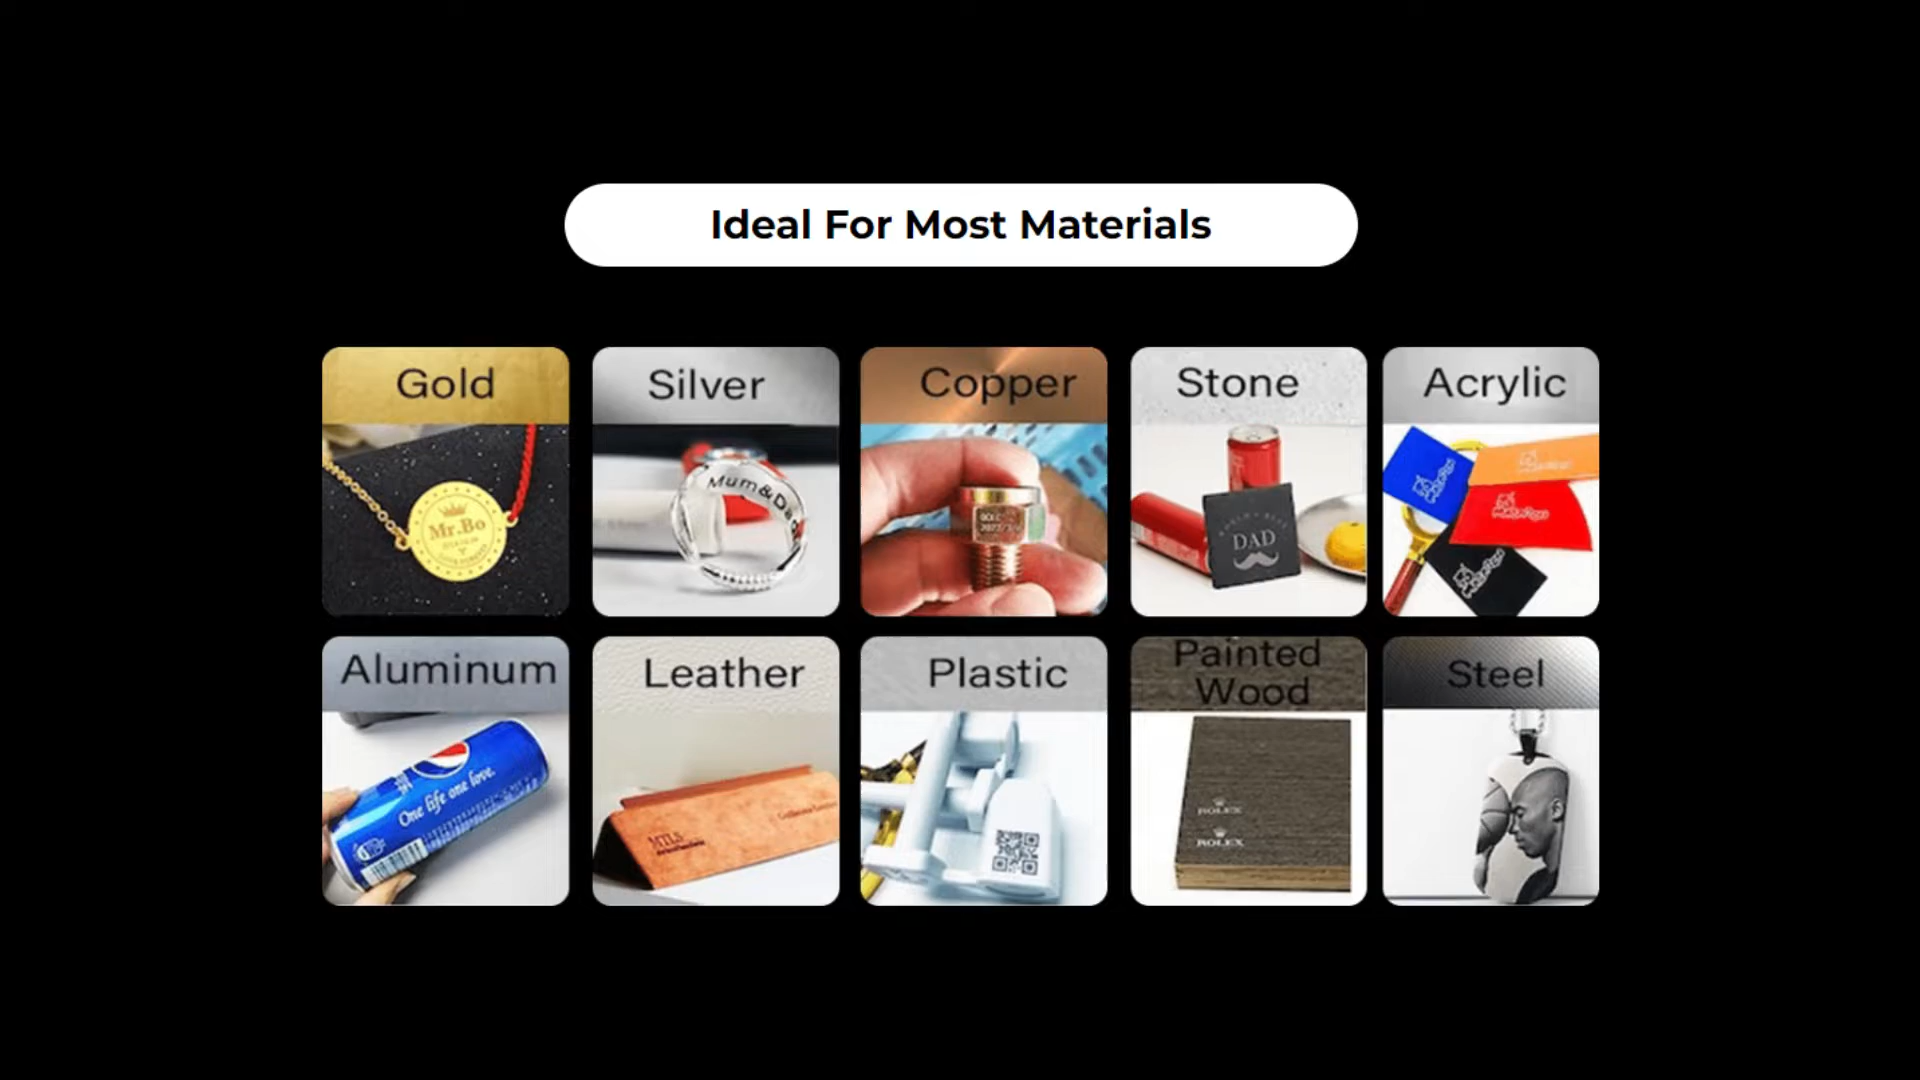 Ideal For Most Materials
Gold
Silver
Copper
Stone
Acrylic
Mr.Bo
Mum&Dad
DAD
Aluminum
Leather
Plastic
Painted
Wood
Steel
One life one love.
MTLS
ROLEX
ROLEX